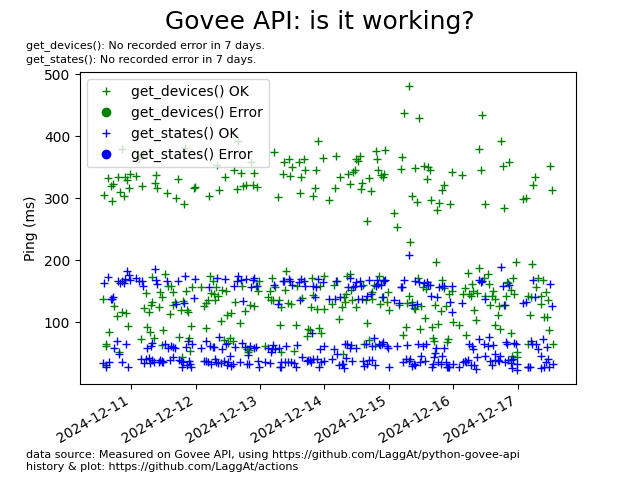 Govee API: is it working?
get_devices(): No recorded error in 7 days.
get_states(): No recorded error in 7 days.
get_devices() OK
get_devices() Error
get_states() OK
get_states() Error
Ping (ms)
500
400
300
200
100
2024-12-11
2024-12-12
2024-12-13
2024-12-14
2024-12-15
2024-12-16
2024-12-17
data source: Measured on Govee API, using https://github.com/LaggAt/python-govee-api
history & plot: https://github.com/LaggAt/actions